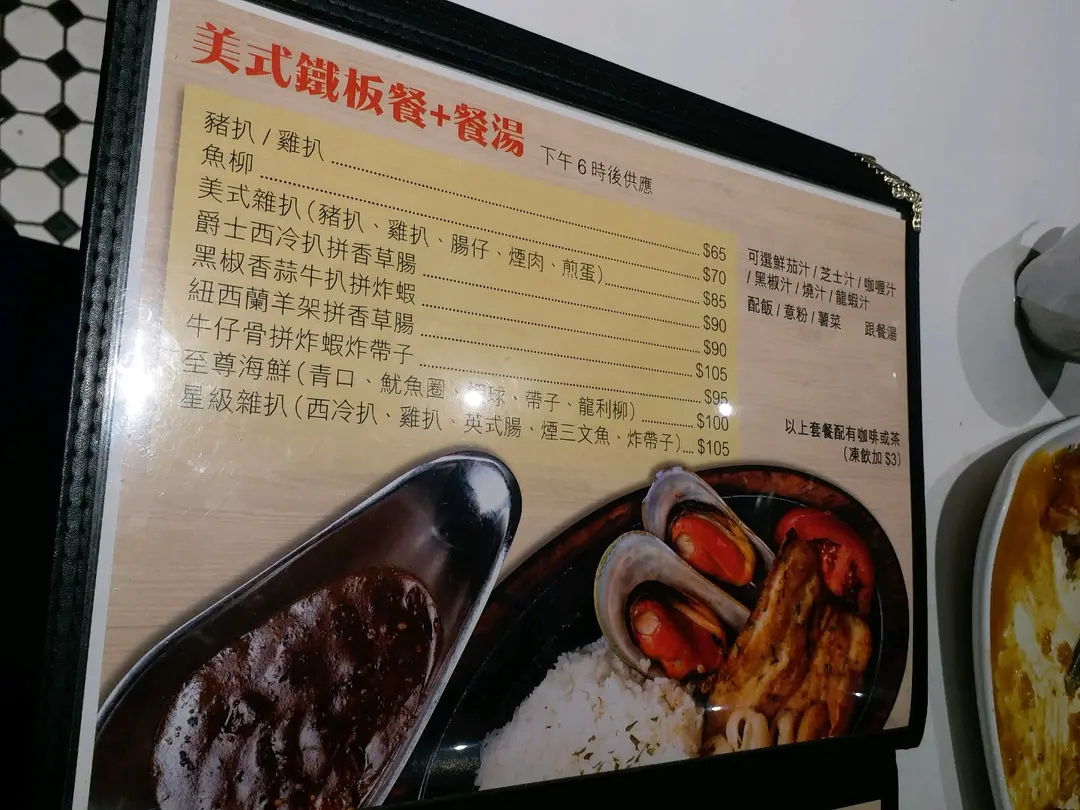 美式鐵板餐+餐湯 下午6時後供應
豬扒 / 雞扒 $65
魚柳 $70
美式雜扒(豬扒、雞扒、腸仔、煙肉、煎蛋) $85
爵士西冷扒拼香草腸 $90
黑椒香蒜牛扒拼炸蝦 $90
紐西蘭羊架拼香草腸 $105
牛仔骨拼炸蝦炸帶子 $95
至尊海鮮(青口、魷魚圈、球、帶子、龍利柳) $100
星級雜扒(西冷扒、雞扒、英式腸、煙三文魚、炸帶子) $105
可選鮮茄汁 / 芝士汁 / 咖喱汁
/ 黑椒汁 / 燒汁 / 龍蝦汁
配飯 / 意粉 / 薯菜 跟餐湯
以上套餐配有咖啡或茶
(凍飲加 $3)